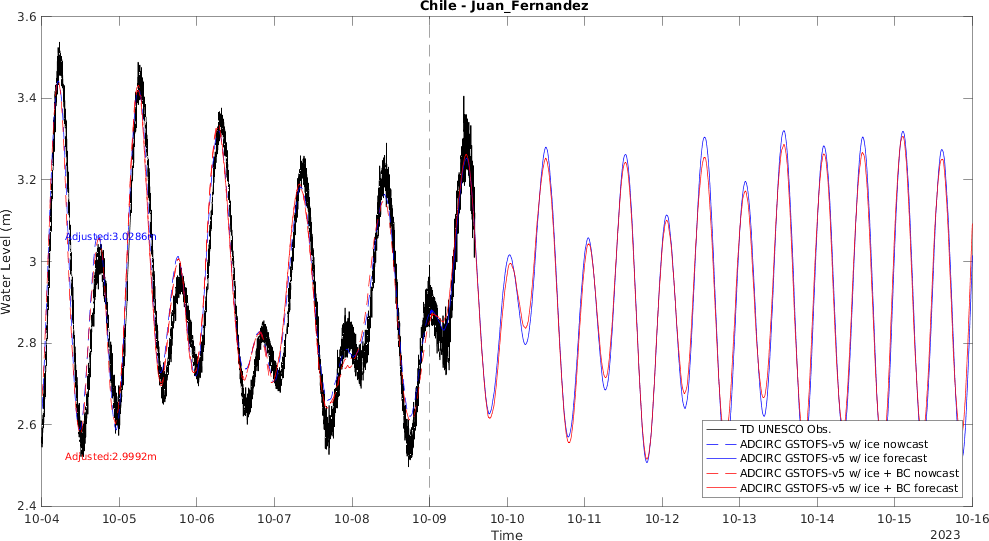 Chile - Juan_Fernandez
3.6
3.4
3.2
3
2.8
2.6
2.4
Water Level (m)
Adjusted:3.0286m
Adjusted:2.9992m
TD UNESCO Obs.
ADCIRC GSTOFS-v5 w/ ice nowcast
ADCIRC GSTOFS-v5 w/ ice forecast
ADCIRC GSTOFS-v5 w/ ice + BC nowcast
ADCIRC GSTOFS-v5 w/ ice + BC forecast
10-04 10-05 10-06 10-07 10-08 10-09 10-10 10-11 10-12 10-13 10-14 10-15 10-16
Time
2023